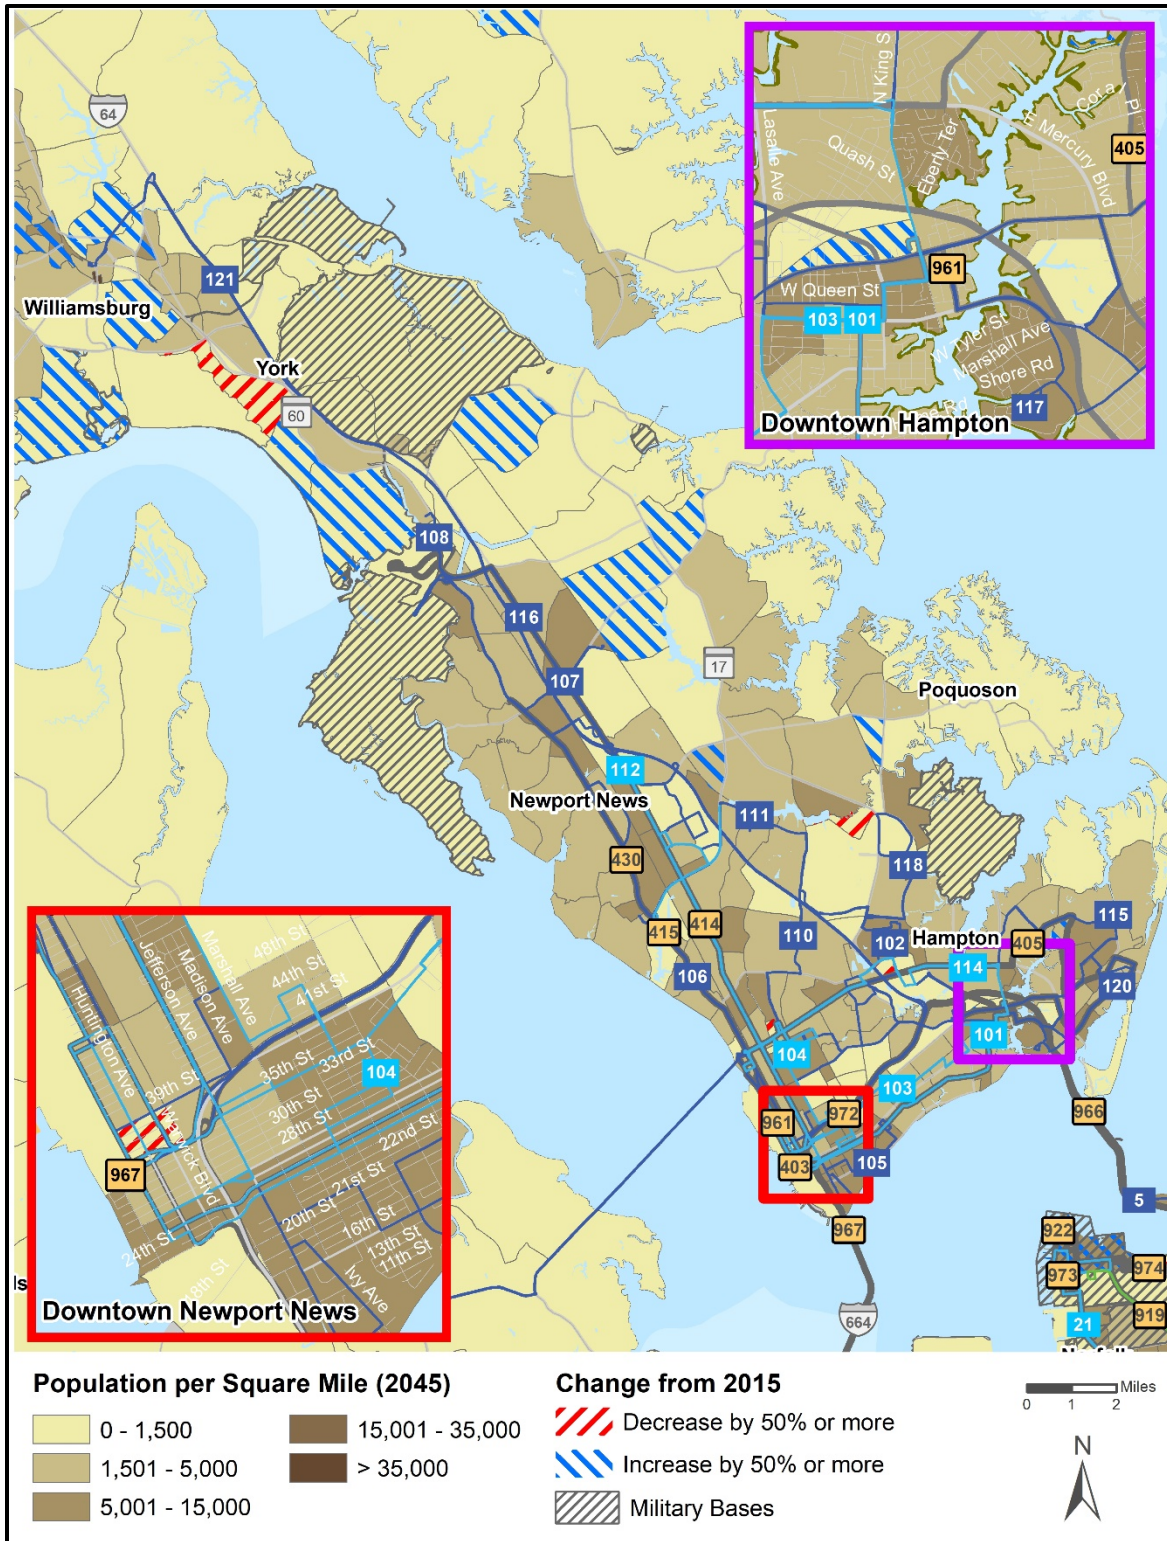 64
121
Williamsburg
York
60
108
116
107
17
Poquoson
112
Newport News
111
118
430
415
414
110
102
Hampton
405
115
106
114
120
101
104
103
961
972
966
403
105
967
5
922
973
974
919
21
664
N King S
Lasalle Ave
Quash St
Eberly Ter
E Mercury Blvd
405
961
W Queen St
103
101
W Tyler St
Marshall Ave
Shore Rd
117
Downtown Hampton
48th St
44th St
41st St
Marshall Ave
Madison Ave
Jefferson Ave
Huntington Ave
39th St
35th St
33rd St
104
30th St
28th St
22nd St
Warwick Blvd
967
21st St
20th St
16th St
13th St
11th St
24th St
18th St
Ivy Ave
Downtown Newport News
Population per Square Mile (2045)
0 - 1,500
1,501 - 5,000
5,001 - 15,000
15,001 - 35,000
> 35,000
Change from 2015
Decrease by 50% or more
Increase by 50% or more
Military Bases
Miles
0 1 2
N